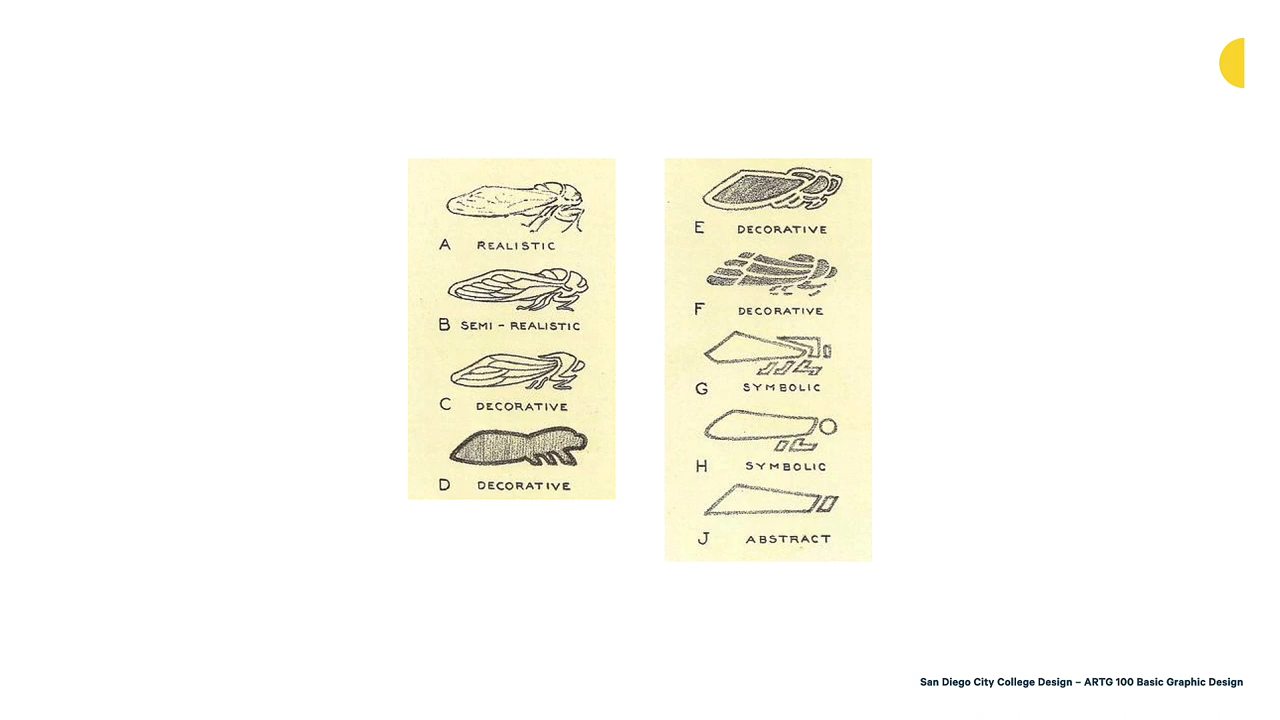 A REALISTIC
B SEMI - REALISTIC
C DECORATIVE
D DECORATIVE
E DECORATIVE
F DECORATIVE
G SYMBOLIC
H SYMBOLIC
J ABSTRACT
San Diego City College Design – ARTG 100 Basic Graphic Design